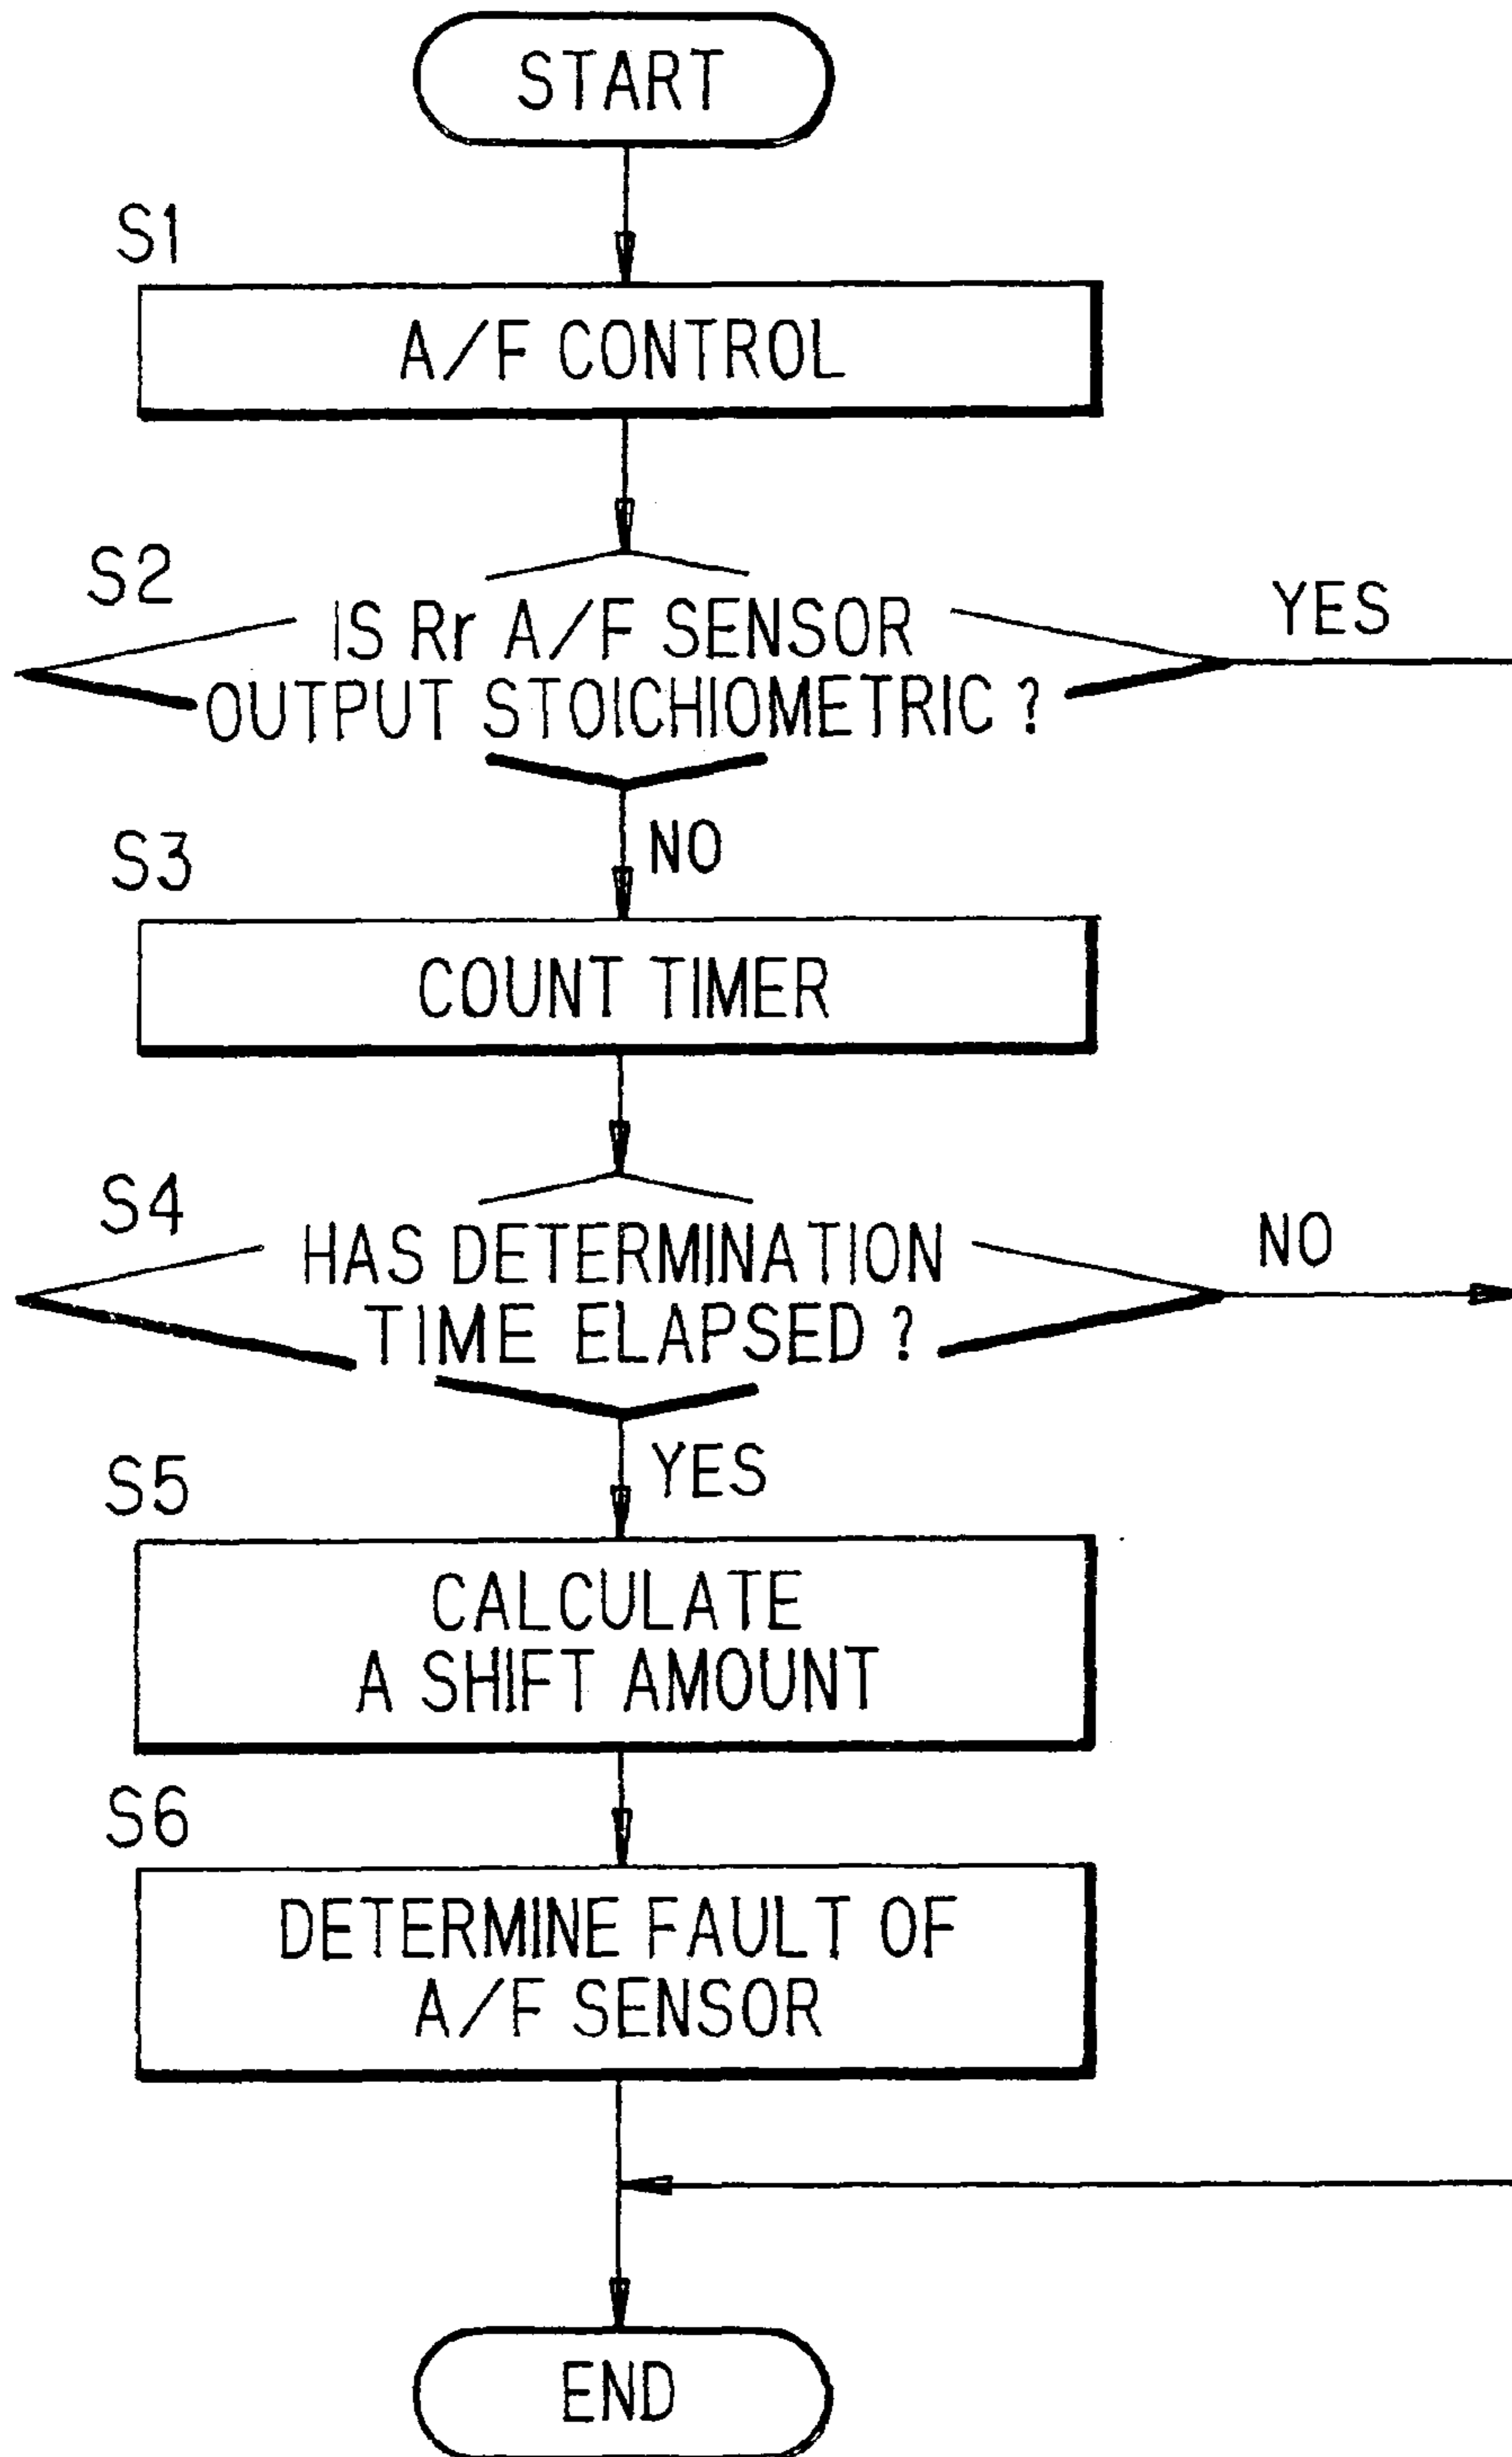 START
S1
A/F CONTROL
S2
IS Rr A/F SENSOR
OUTPUT STOICHIOMETRIC ?
YES
NO
S3
COUNT TIMER
S4
HAS DETERMINATION
TIME ELAPSED ?
NO
YES
S5
CALCULATE
A SHIFT AMOUNT
S6
DETERMINE FAULT OF
A/F SENSOR
END